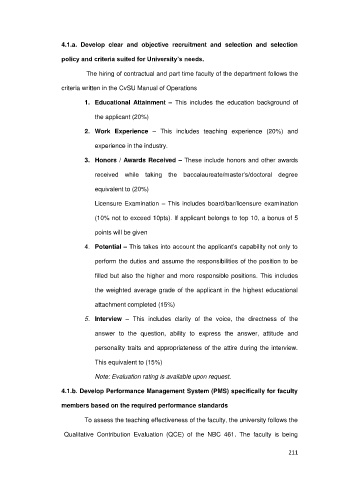 4.1.a. Develop clear and objective recruitment and selection and selection
policy and criteria suited for University's needs.
The hiring of contractual and part time faculty of the department follows the
criteria written in the CvSU Manual of Operations
1. Educational Attainment – This includes the education background of
the applicant (20%)
2. Work Experience – This includes teaching experience (20%) and
experience in the industry.
3. Honors / Awards Received – These include honors and other awards
received while taking the baccalaureate/master's/doctoral degree
equivalent to (20%)
Licensure Examination – This includes board/bar/licensure examination
(10% not to exceed 10pts). If applicant belongs to top 10, a bonus of 5
points will be given
4. Potential – This takes into account the applicant's capability not only to
perform the duties and assume the responsibilities of the position to be
filled but also the higher and more responsible positions. This includes
the weighted average grade of the applicant in the highest educational
attachment completed (15%)
5. Interview – This includes clarity of the voice, the directness of the
answer to the question, ability to express the answer, attitude and
personality traits and appropriateness of the attire during the interview.
This equivalent to (15%)
Note: Evaluation rating is available upon request.
4.1.b. Develop Performance Management System (PMS) specifically for faculty
members based on the required performance standards
To assess the teaching effectiveness of the faculty, the university follows the
Qualitative Contribution Evaluation (QCE) of the NBC 461. The faculty is being
211